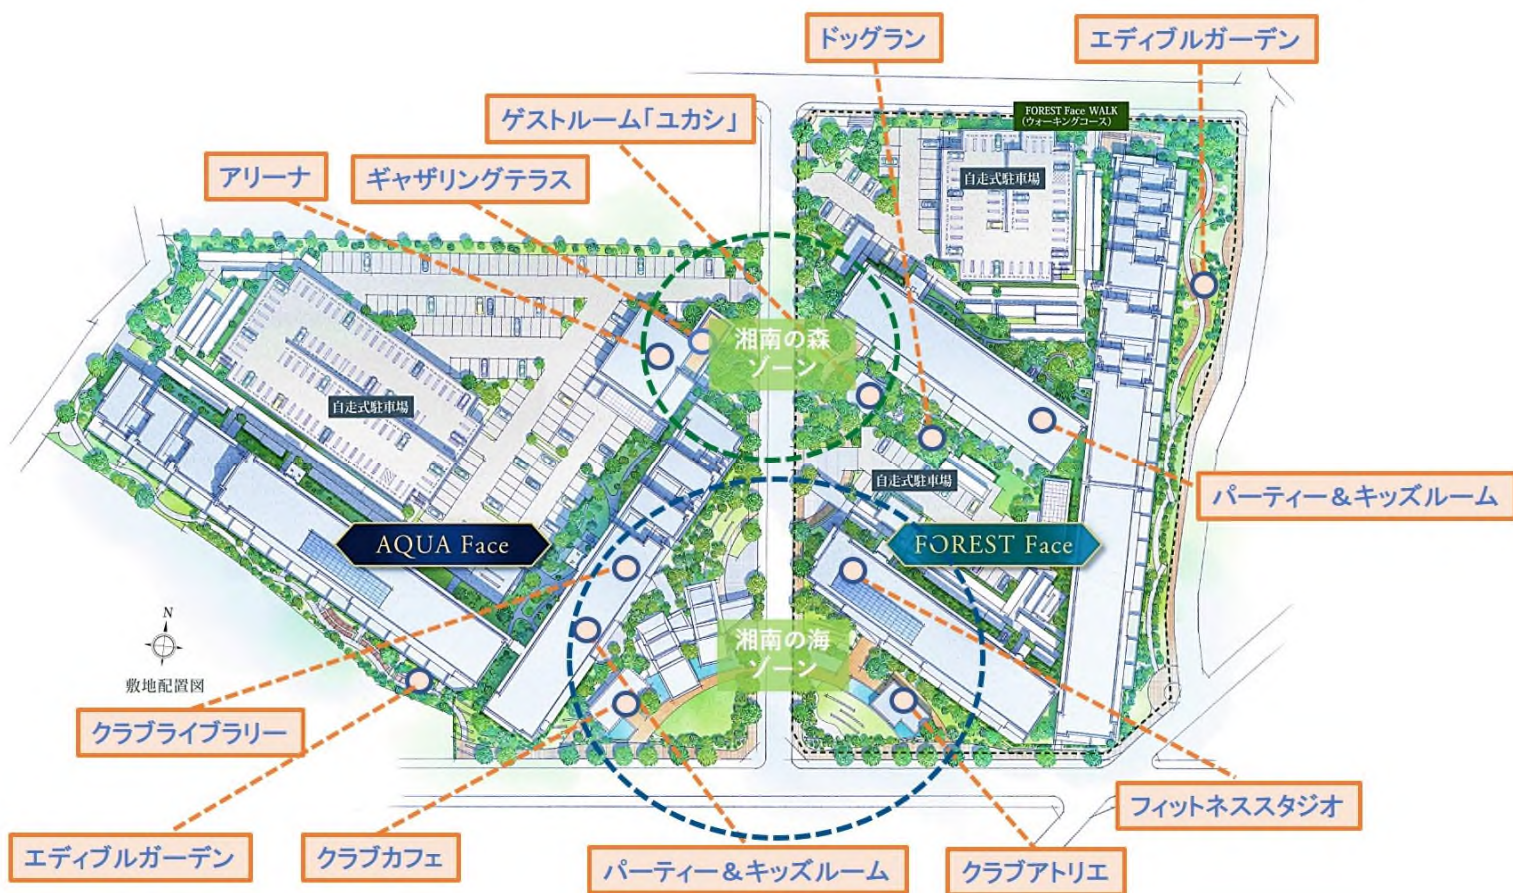 ドッグラン
エディブルガーデン
ゲストルーム「ユカシ」
FOREST Face WALK
(ウォーキングコース)
アリーナ
ギャザリングテラス
自走式駐車場
湘南の森
ゾーン
自走式駐車場
自走式駐車場
パーティー&キッズルーム
AQUA Face
FOREST Face
N
敷地配置図
湘南の海
ゾーン
クラブライブラリー
フィットネススタジオ
エディブルガーデン
クラブカフェ
パーティー&キッズルーム
クラブアトリエ